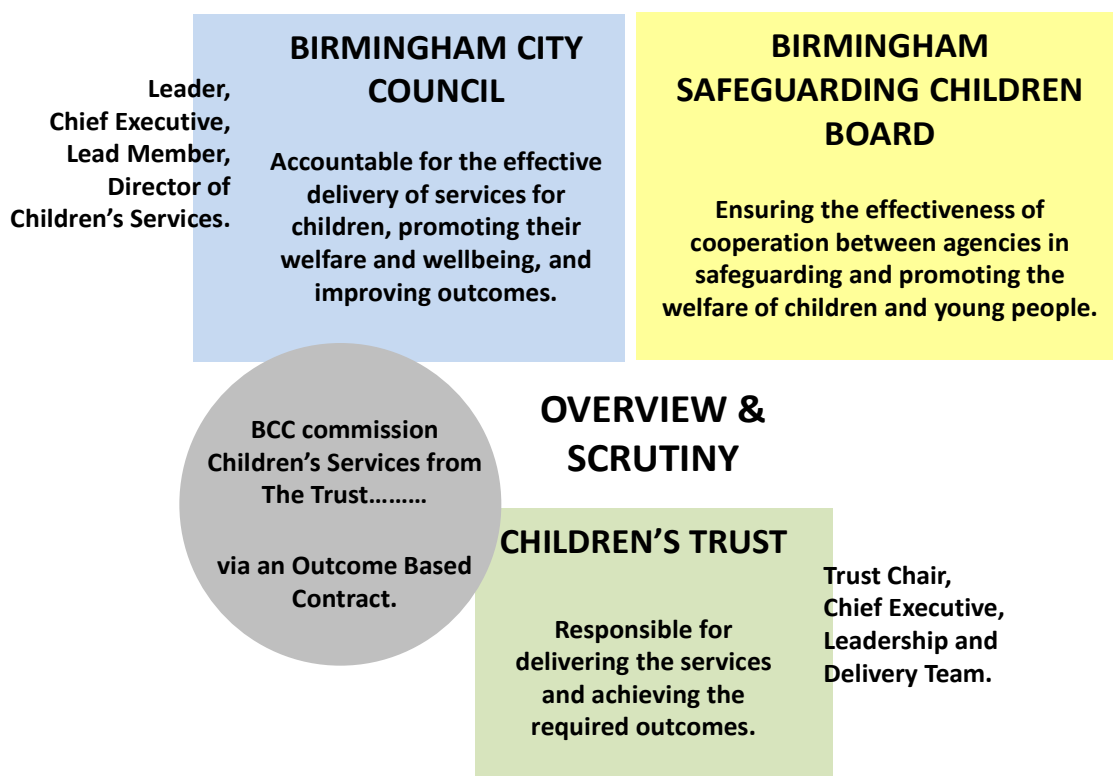 BIRMINGHAM CITY
COUNCIL
Leader,
Chief Executive,
Lead Member,
Director of
Children’s Services.
Accountable for the effective
delivery of services for
children, promoting their
welfare and wellbeing, and
improving outcomes.
BIRMINGHAM
SAFEGUARDING CHILDREN
BOARD
Ensuring the effectiveness of
cooperation between agencies in
safeguarding and promoting the
welfare of children and young people.
BCC commission
Children’s Services from
The Trust………
via an Outcome Based
Contract.
OVERVIEW &
SCRUTINY
CHILDREN’S TRUST
Responsible for
delivering the services
and achieving the
required outcomes.
Trust Chair,
Chief Executive,
Leadership and
Delivery Team.